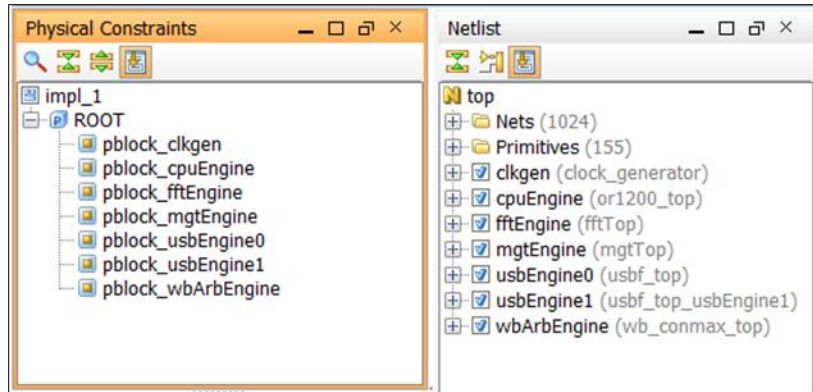 Physical Constraints
impl_1
ROOT
pblock_clkgen
pblock_cpuEngine
pblock_fftEngine
pblock_mgtEngine
pblock_usbEngine0
pblock_usbEngine1
pblock_wbArbEngine
Netlist
top
Nets (1024)
Primitives (155)
clkgen (clock_generator)
cpuEngine (or1200_top)
fftEngine (fftTop)
mgtEngine (mgtTop)
usbEngine0 (usbf_top)
usbEngine1 (usbf_top_usbEngine1)
wbArbEngine (wb_conmax_top)